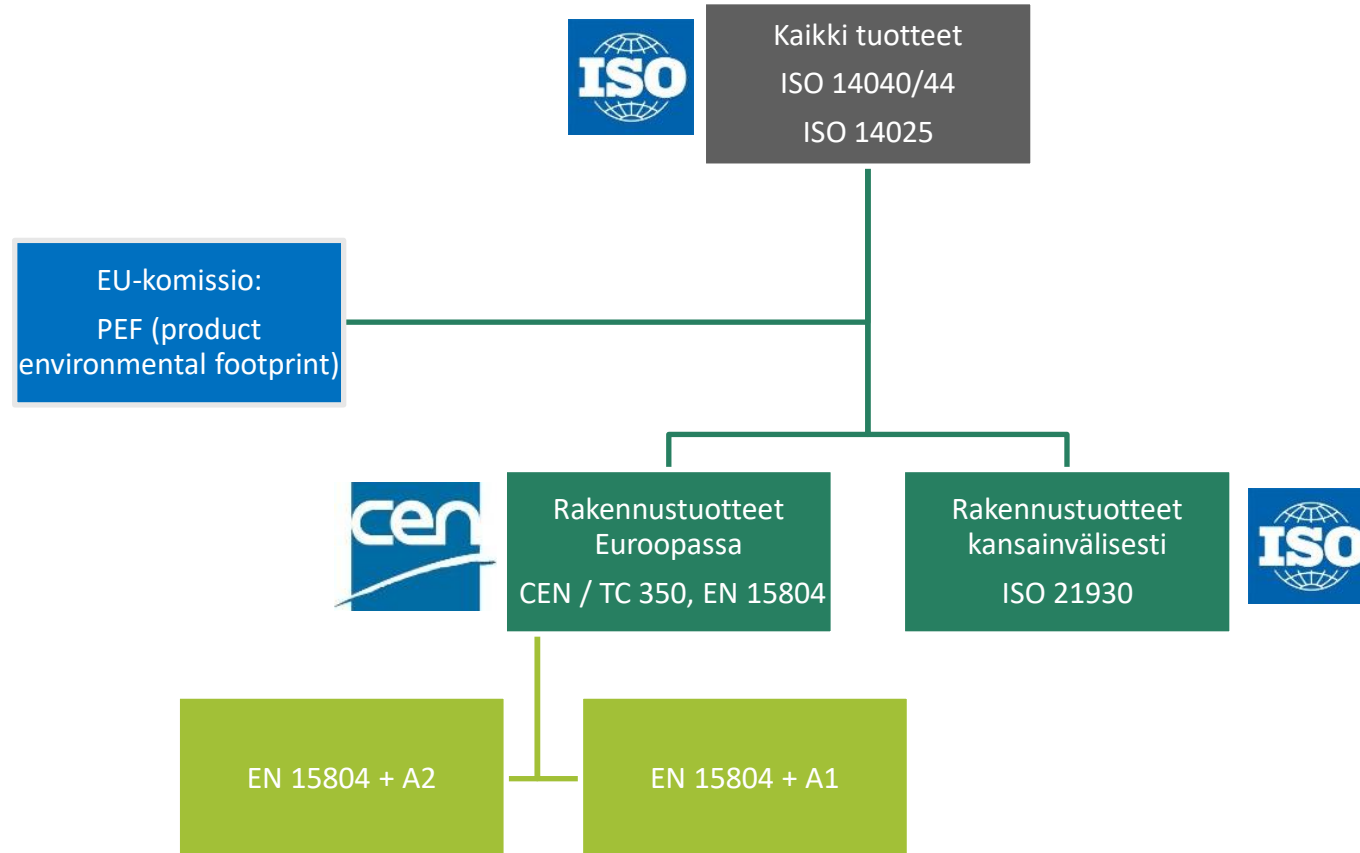 ISO
Kaikki tuotteet
ISO 14040/44
ISO 14025
EU-komissio:
PEF (product
environmental footprint)
cen
Rakennustuotteet
Euroopassa
CEN / TC 350, EN 15804
Rakennustuotteet
kansainvälisesti
ISO 21930
ISO
EN 15804 + A2
EN 15804 + A1